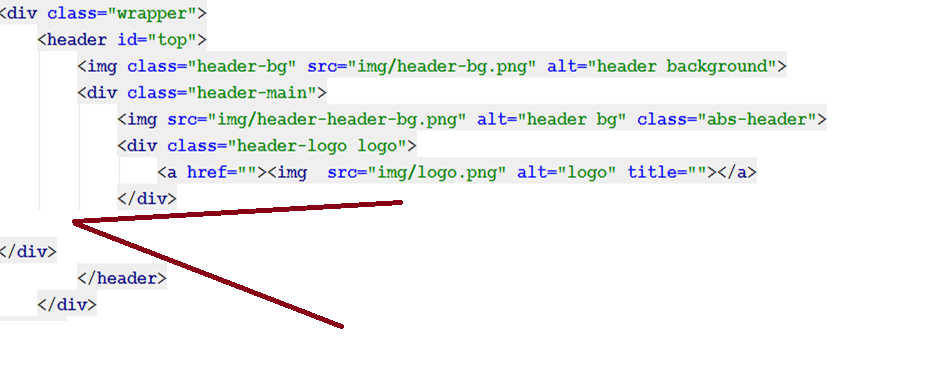 <div class="wrapper">
<header id="top">
<img class="header-bg" src="img/header-bg.png" alt="header background">
<div class="header-main">
<img src="img/header-header-bg.png" alt="header bg" class="abs-header">
<div class="header-logo logo">
<a href=""><img  src="img/logo.png" alt="logo" title=""></a>
</div>
</div>
</header>
</div>